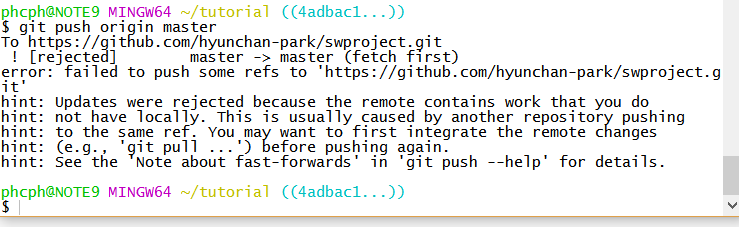 phcph@NOTE9 MINGW64 ~/tutorial ((4adbac1...))
$ git push origin master
To https://github.com/hyunchan-park/swproject.git
 ! [rejected]        master -> master (fetch first)
error: failed to push some refs to 'https://github.com/hyunchan-park/swproject.g
it'
hint: Updates were rejected because the remote contains work that you do
hint: not have locally. This is usually caused by another repository pushing
hint: to the same ref. You may want to first integrate the remote changes
hint: (e.g., 'git pull ...') before pushing again.
hint: See the 'Note about fast-forwards' in 'git push --help' for details.
phcph@NOTE9 MINGW64 ~/tutorial ((4adbac1...))
$